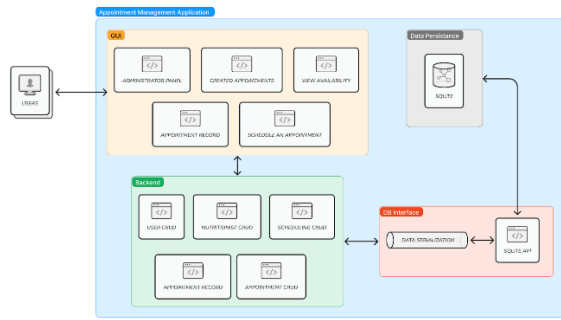 Appointment Management Application
GUI
ADMINISTRATOR PANEL
CREATED APPOINTMENTS
VIEW AVAILABILITY
APPOINTMENT RECORD
SCHEDULE AN APPOINTMENT
USERS
Data Persistance
SQLITE
Backend
USER CRUD
NUTRITIONIST CRUD
SCHEDULING CRUD
APPOINTMENT RECORD
APPOINTMENT CRUD
DB Interface
DATA SERIALIZATION
SQLITE API